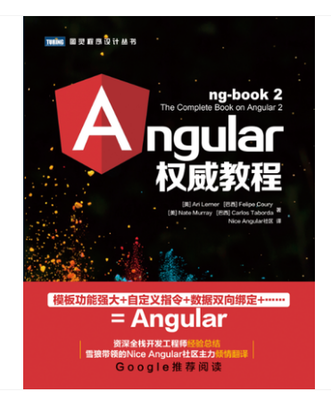 TURING 图灵程序设计丛书
ng-book 2
The Complete Book on Angular 2
Angular
权威教程
[美] Ari Lerner [巴西] Felipe Coury
[美] Nate Murray [巴西] Carlos Taborda 著
Nice Angular社区 译
模板功能强大+自定义指令+数据双向绑定+……
= Angular
资深全栈开发工程师经验总结
雪狼带领的Nice Angular社区主力倾情翻译
Google推荐阅读